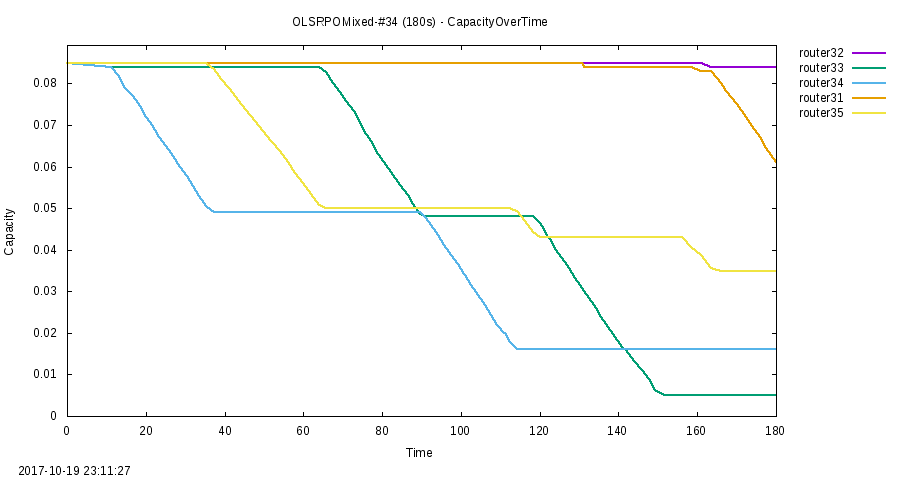 OLSRPOMixed-#34 (180s) - CapacityOverTime
router32
router33
router34
router31
router35
0.08
0.07
0.06
0.05
0.04
0.03
0.02
0.01
0
Capacity
0 20 40 60 80 100 120 140 160 180
Time
2017-10-19 23:11:27